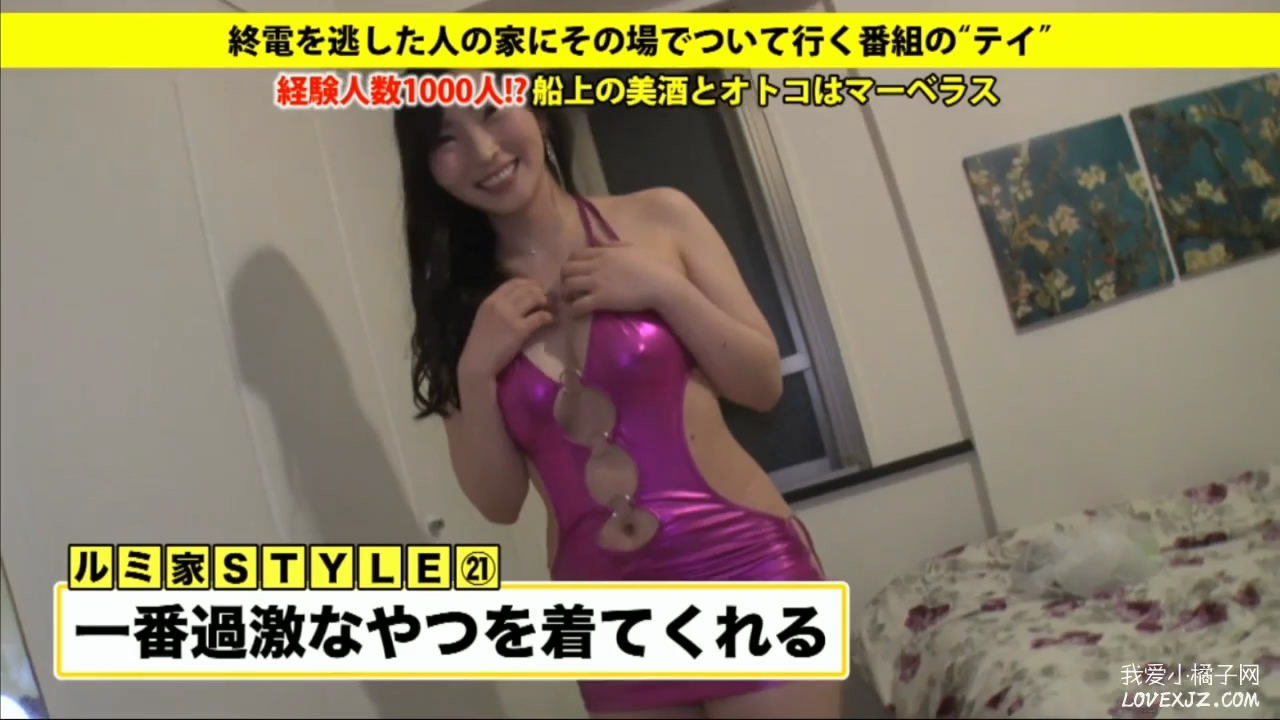 終電を逃した人の家にその場でついて行く番組の“テイ”
経験人数1000人!?船上の美酒とオトコはマーベラス
ルミ家STYLE㉑
一番過激なやつを着てくれる
我爱小橘子网
LOVEXJZ.COM